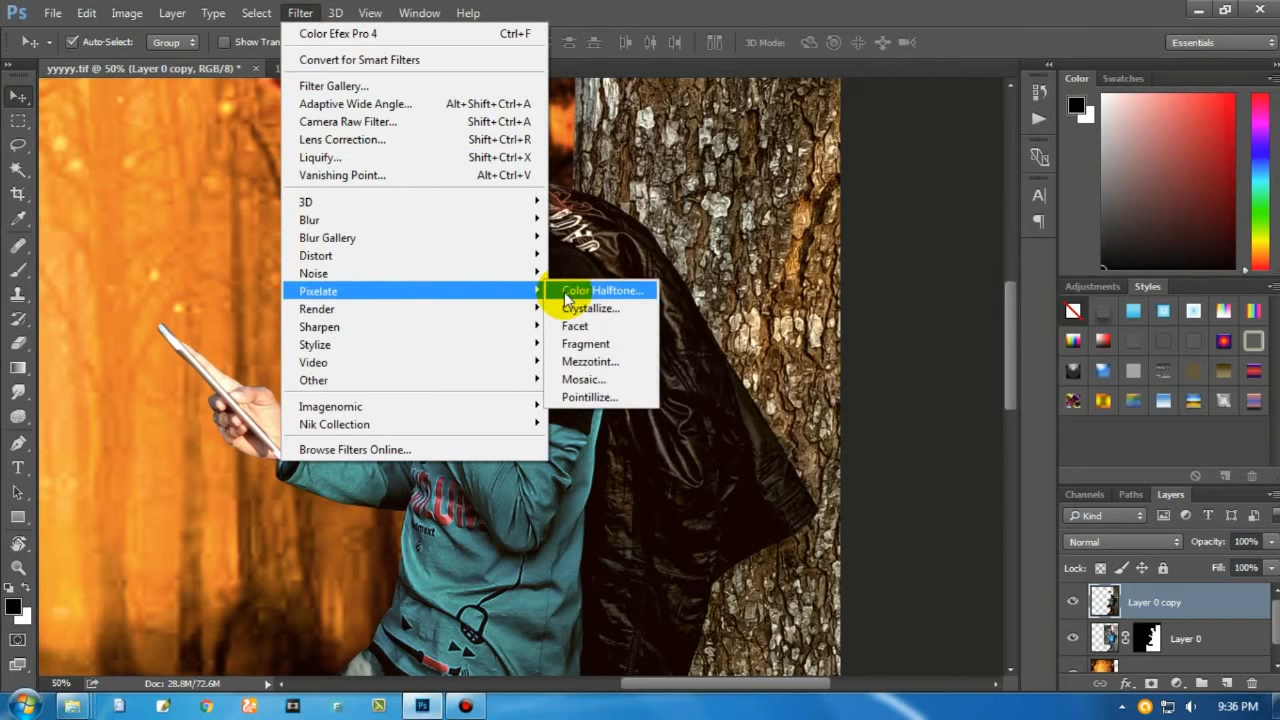 Ps File Edit Image Layer Type Select Filter 3D View Window Help
Auto-Select: Group Show Tran 3D Mode: Essentials
yyyyy.tif @ 50% (Layer 0 copy, RGB/8) *
Color Efex Pro 4 Ctrl+F
Convert for Smart Filters
Filter Gallery...
Adaptive Wide Angle... Alt+Shift+Ctrl+A
Camera Raw Filter... Shift+Ctrl+A
Lens Correction... Shift+Ctrl+R
Liquify... Shift+Ctrl+X
Vanishing Point... Alt+Ctrl+V
3D
Blur
Blur Gallery
Distort
Noise
Pixelate
Render
Sharpen
Stylize
Video
Other
Imagenomic
Nik Collection
Browse Filters Online...
Color Halftone...
Crystallize...
Facet
Fragment
Mezzotint...
Mosaic...
Pointillize...
Color Swatches
Adjustments Styles
Channels Paths Layers
Kind
Normal Opacity: 100%
Lock: Fill: 100%
Layer 0 copy
Layer 0
50% Doc: 28.8M/72.6M
9:36 PM